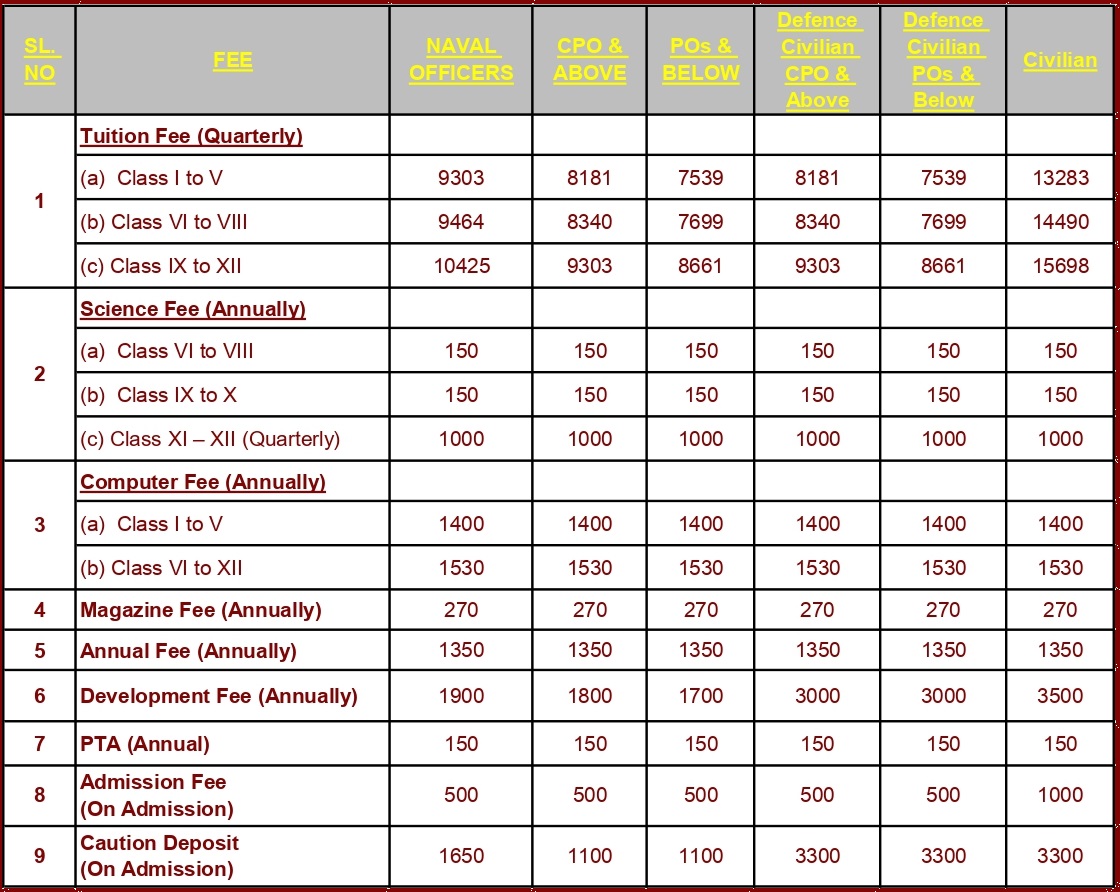 SL. NO | FEE | NAVAL OFFICERS | CPO & ABOVE | POs & BELOW | Defence Civilian CPO & Above | Defence Civilian POs & Below | Civilian
1 | Tuition Fee (Quarterly)
(a) Class I to V | 9303 | 8181 | 7539 | 8181 | 7539 | 13283
(b) Class VI to VIII | 9464 | 8340 | 7699 | 8340 | 7699 | 14490
(c) Class IX to XII | 10425 | 9303 | 8661 | 9303 | 8661 | 15698
2 | Science Fee (Annually)
(a) Class VI to VIII | 150 | 150 | 150 | 150 | 150 | 150
(b) Class IX to X | 150 | 150 | 150 | 150 | 150 | 150
(c) Class XI – XII (Quarterly) | 1000 | 1000 | 1000 | 1000 | 1000 | 1000
3 | Computer Fee (Annually)
(a) Class I to V | 1400 | 1400 | 1400 | 1400 | 1400 | 1400
(b) Class VI to XII | 1530 | 1530 | 1530 | 1530 | 1530 | 1530
4 | Magazine Fee (Annually) | 270 | 270 | 270 | 270 | 270 | 270
5 | Annual Fee (Annually) | 1350 | 1350 | 1350 | 1350 | 1350 | 1350
6 | Development Fee (Annually) | 1900 | 1800 | 1700 | 3000 | 3000 | 3500
7 | PTA (Annual) | 150 | 150 | 150 | 150 | 150 | 150
8 | Admission Fee (On Admission) | 500 | 500 | 500 | 500 | 500 | 1000
9 | Caution Deposit (On Admission) | 1650 | 1100 | 1100 | 3300 | 3300 | 3300